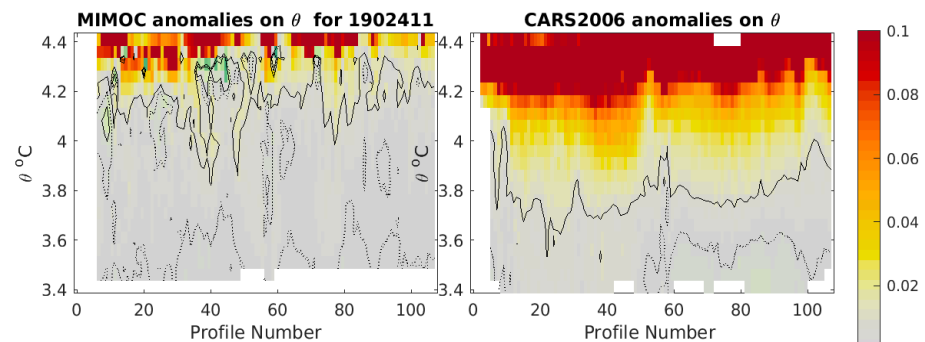 MIMOC anomalies on θ for 1902411
CARS2006 anomalies on θ
4.4
4.2
4
3.8
3.6
3.4
θ °C
0 20 40 60 80 100
Profile Number
4.4
4.2
4
3.8
3.6
3.4
θ °C
0 20 40 60 80 100
Profile Number
0.1
0.08
0.06
0.04
0.02